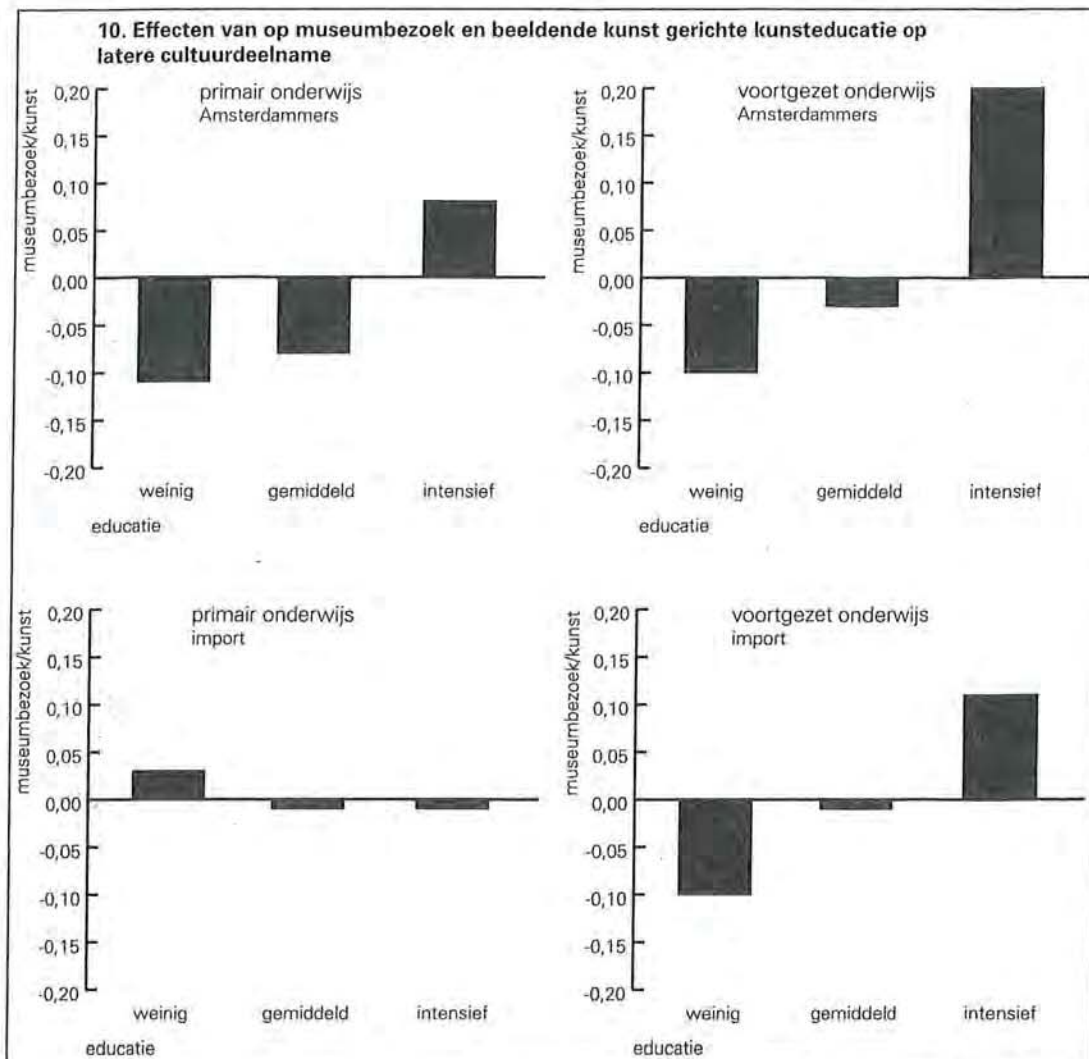 10. Effecten van op museumbezoek en beeldende kunst gerichte kunsteducatie op
latere cultuurdeelname
primair onderwijs
Amsterdammers
museumbezoek/kunst
0,20
0,15
0,10
0,05
0,00
-0,05
-0,10
-0,15
-0,20
weinig gemiddeld intensief
educatie
voortgezet onderwijs
Amsterdammers
museumbezoek/kunst
0,20
0,15
0,10
0,05
0,00
-0,05
-0,10
-0,15
-0,20
weinig gemiddeld intensief
educatie
primair onderwijs
import
museumbezoek/kunst
0,20
0,15
0,10
0,05
0,00
-0,05
-0,10
-0,15
-0,20
weinig gemiddeld intensief
educatie
voortgezet onderwijs
import
museumbezoek/kunst
0,20
0,15
0,10
0,05
0,00
-0,05
-0,10
-0,15
-0,20
weinig gemiddeld intensief
educatie